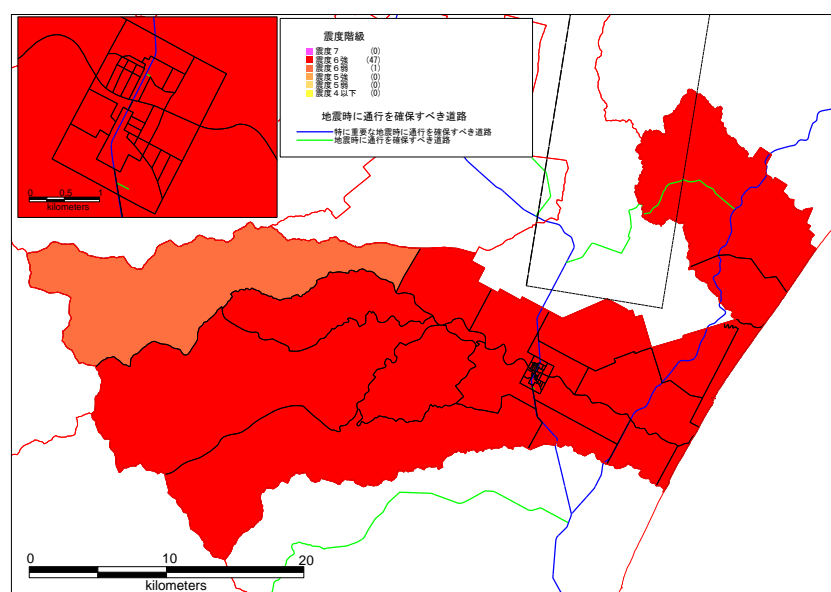 震度階級
震度７ (0)
震度６強 (47)
震度６弱 (1)
震度５強 (0)
震度５弱 (0)
震度４以下 (0)
地震時に通行を確保すべき道路
特に重要な地震時に通行を確保すべき道路
地震時に通行を確保すべき道路
0 0.5 1
kilometers
0 10 20
kilometers